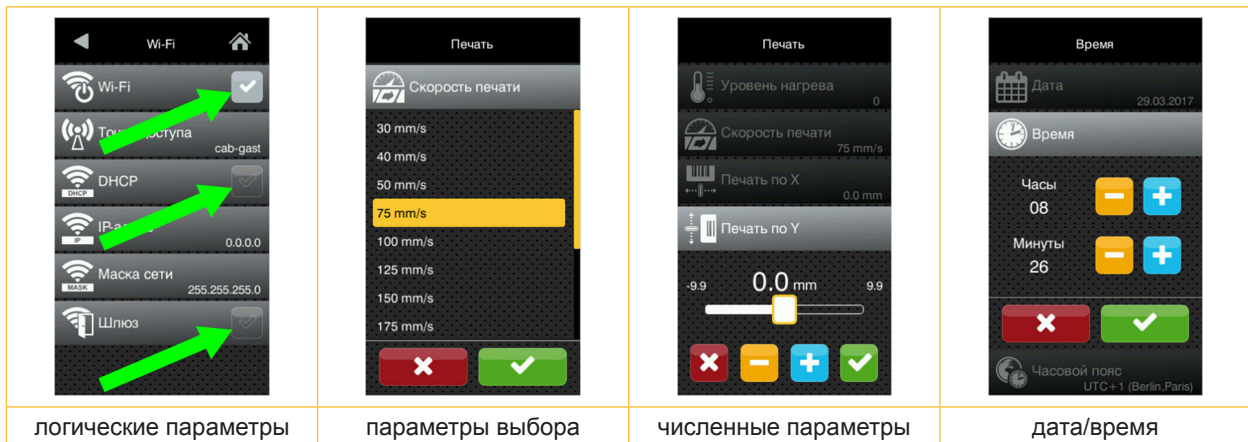 Wi-Fi
Wi-Fi
доступа
cab-gast
DHCP
DHCP
IP
0.0.0.0
Маска сети
MASK
255.255.255.0
Шлюз
логические параметры
Печать
Скорость печати
30 mm/s
40 mm/s
50 mm/s
75 mm/s
100 mm/s
125 mm/s
150 mm/s
175 mm/s
параметры выбора
Печать
Уровень нагрева
0
Скорость печати
75 mm/s
Печать по X
0.0 mm
Печать по Y
-9.9 0.0 mm 9.9
численные параметры
Время
Дата
29.03.2017
Время
Часы
08
Минуты
26
Часовой пояс
UTC+1 (Berlin,Paris)
дата/время